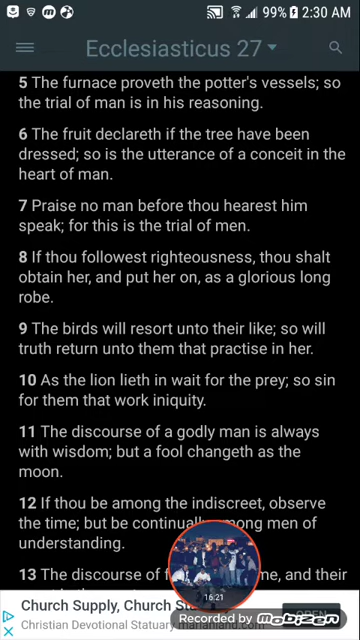 99% 2:30 AM
Ecclesiasticus 27
5 The furnace proveth the potter's vessels; so
the trial of man is in his reasoning.
6 The fruit declareth if the tree have been
dressed; so is the utterance of a conceit in the
heart of man.
7 Praise no man before thou hearest him
speak; for this is the trial of men.
8 If thou followest righteousness, thou shalt
obtain her, and put her on, as a glorious long
robe.
9 The birds will resort unto their like; so will
truth return unto them that practise in her.
10 As the lion lieth in wait for the prey; so sin
for them that work iniquity.
11 The discourse of a godly man is always
with wisdom; but a fool changeth as the
moon.
12 If thou be among the indiscreet, observe
the time; but be continually among men of
understanding.
13 The discourse of and their
16:21
Church Supply, Church
OPEN
Christian Devotional Statuary marianland.com
Recorded by Mobizen